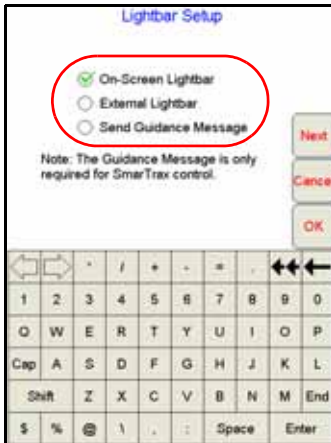 Lightbar Setup
On-Screen Lightbar
External Lightbar
Send Guidance Message
Note: The Guidance Message is only
required for SmarTrax control.
Next
Cancel
OK
' / + - = .
1 2 3 4 5 6 7 8 9 0
Q W E R T Y U I O P
Cap A S D F G H J K L
Shift Z X C V B N M End
$ % @ \ . : Space Enter